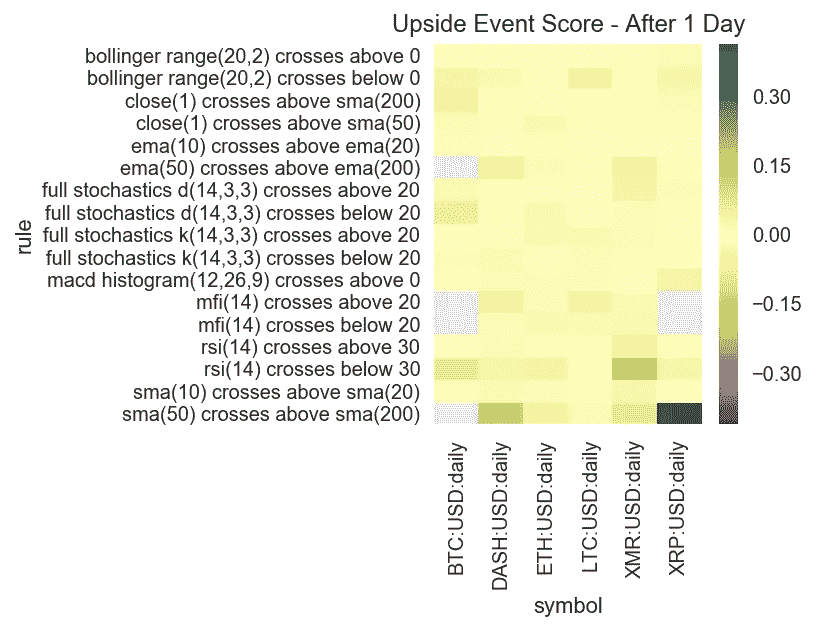 Upside Event Score - After 1 Day
bollinger range(20,2) crosses above 0
bollinger range(20,2) crosses below 0
close(1) crosses above sma(200)
close(1) crosses above sma(50)
ema(10) crosses above ema(20)
ema(50) crosses above ema(200)
full stochastics d(14,3,3) crosses above 20
full stochastics d(14,3,3) crosses below 20
full stochastics k(14,3,3) crosses above 20
full stochastics k(14,3,3) crosses below 20
macd histogram(12,26,9) crosses above 0
mfi(14) crosses above 20
mfi(14) crosses below 20
rsi(14) crosses above 30
rsi(14) crosses below 30
sma(10) crosses above sma(20)
sma(50) crosses above sma(200)
rule
BTC:USD:daily
DASH:USD:daily
ETH:USD:daily
LTC:USD:daily
XMR:USD:daily
XRP:USD:daily
symbol
0.30
0.15
0.00
−0.15
−0.30